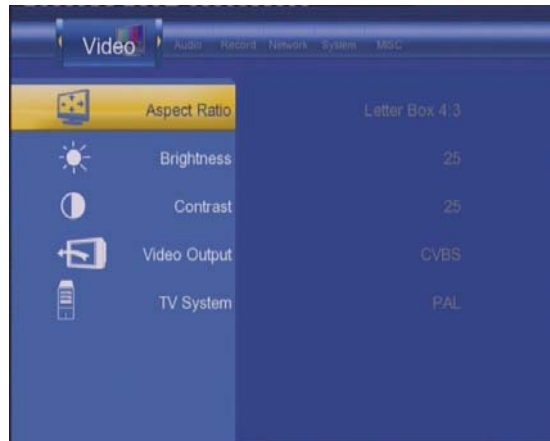 Video Audio Record Network System MISC
Aspect Ratio Letter Box 4:3
Brightness 25
Contrast 25
Video Output CVBS
TV System PAL